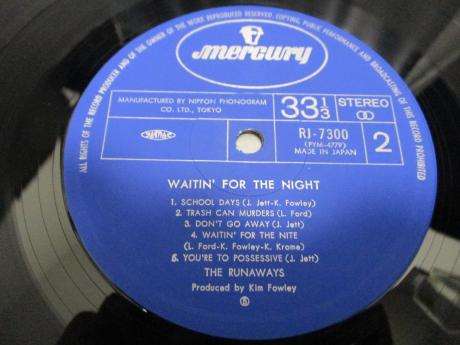 ALL RIGHTS OF THE RECORD PRODUCER AND OF THE OWNER OF THE WORK REPRODUCED RESERVED. COPYING, PUBLIC PERFORMANCE AND BROADCASTING OF THIS RECORD PROHIBITED
mercury
MANUFACTURED BY NIPPON PHONOGRAM
CO. LTD., TOKYO
33 1/3
STEREO
RJ-7300
(PYM-4779)
MADE IN JAPAN
2
WAITIN' FOR THE NIGHT
1. SCHOOL DAYS (J. Jett-K. Fowley)
2. TRASH CAN MURDERS (L. Ford)
3. DON'T GO AWAY (J. Jett)
4. WAITIN' FOR THE NITE
(L. Ford-K. Fowley-K. Krome)
5. YOU'RE TO POSSESSIVE (J. Jett)
THE RUNAWAYS
Produced by Kim Fowley